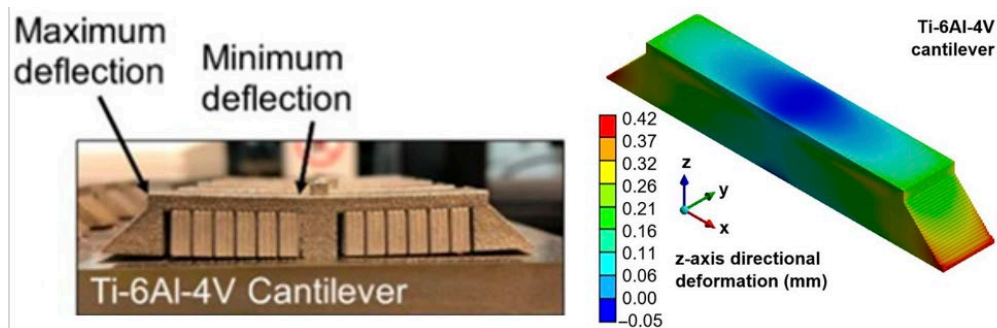 Maximum
deflection
Minimum
deflection
Ti-6Al-4V Cantilever
Ti-6Al-4V
cantilever
0.42
0.37
0.32
0.26
0.21
0.16
0.11
0.06
0.00
−0.05
z
y
x
z-axis directional
deformation (mm)